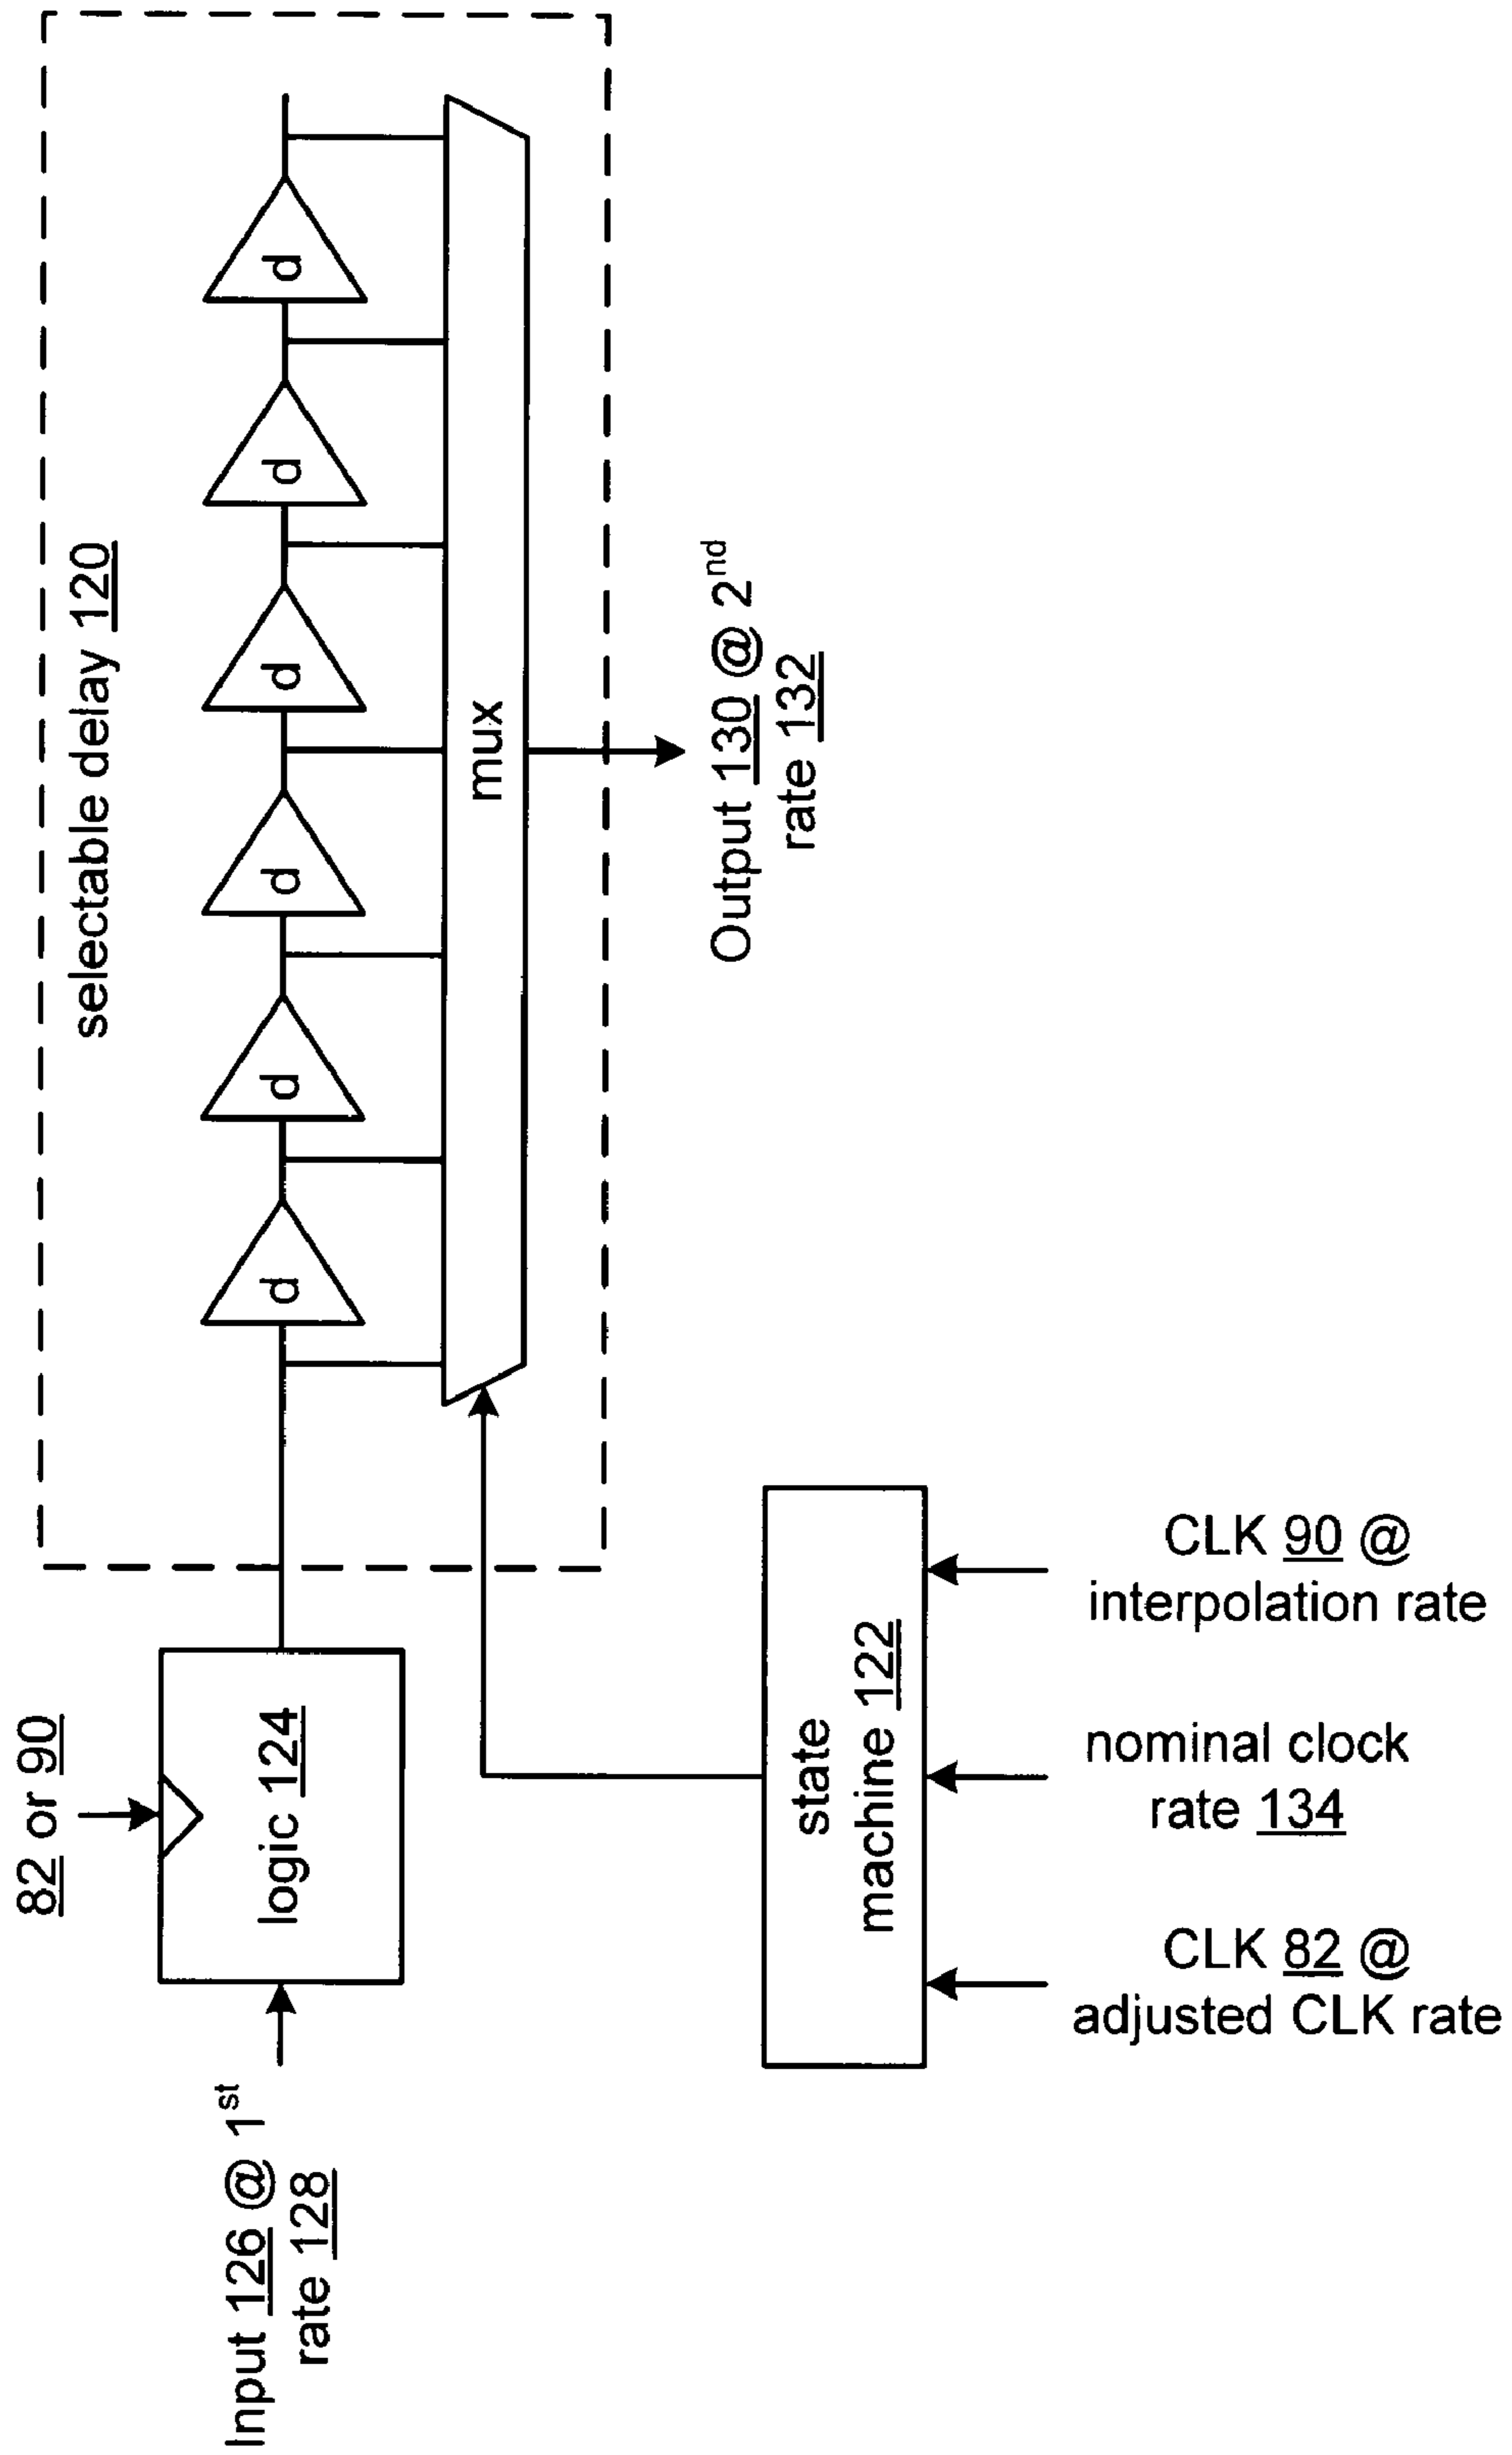 selectable delay 120
82 or 90
Input 126 @ 1st
rate 128
logic 124
d
d
d
d
d
d
mux
Output 130 @ 2nd
rate 132
state
machine 122
CLK 82 @
adjusted CLK rate
nominal clock
rate 134
CLK 90 @
interpolation rate